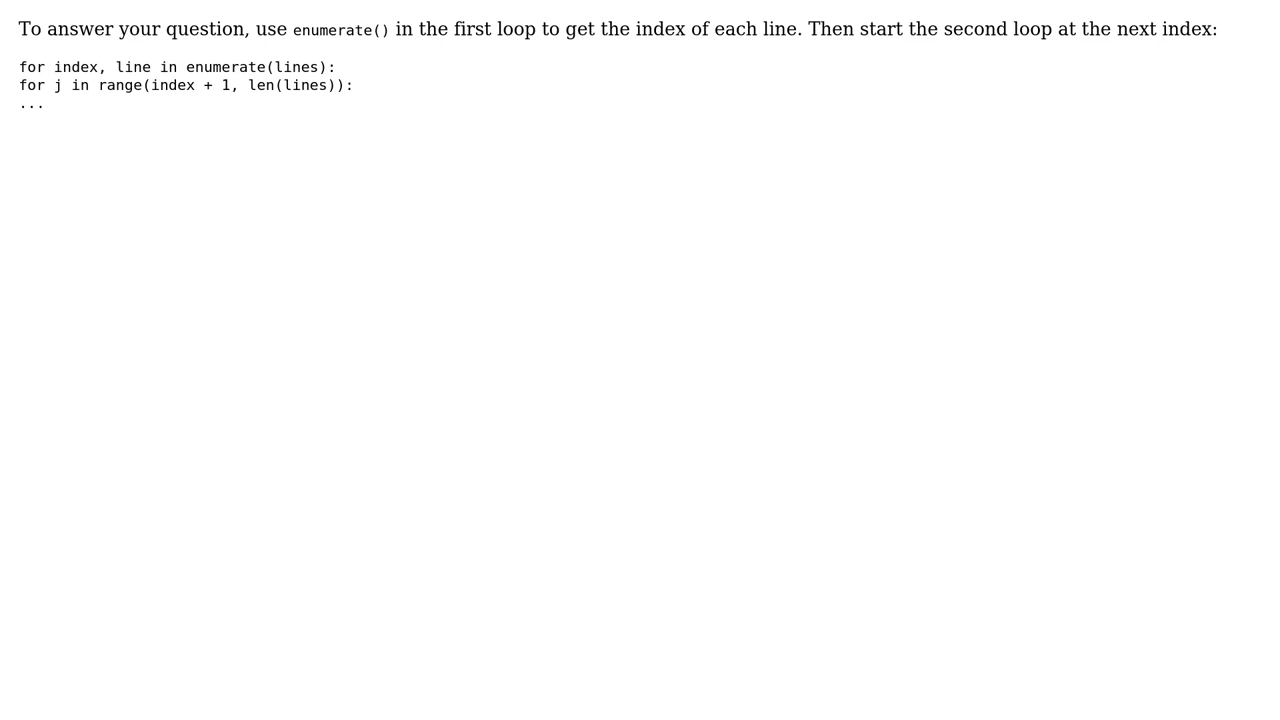 To answer your question, use enumerate() in the first loop to get the index of each line. Then start the second loop at the next index:
for index, line in enumerate(lines):
for j in range(index + 1, len(lines)):
...